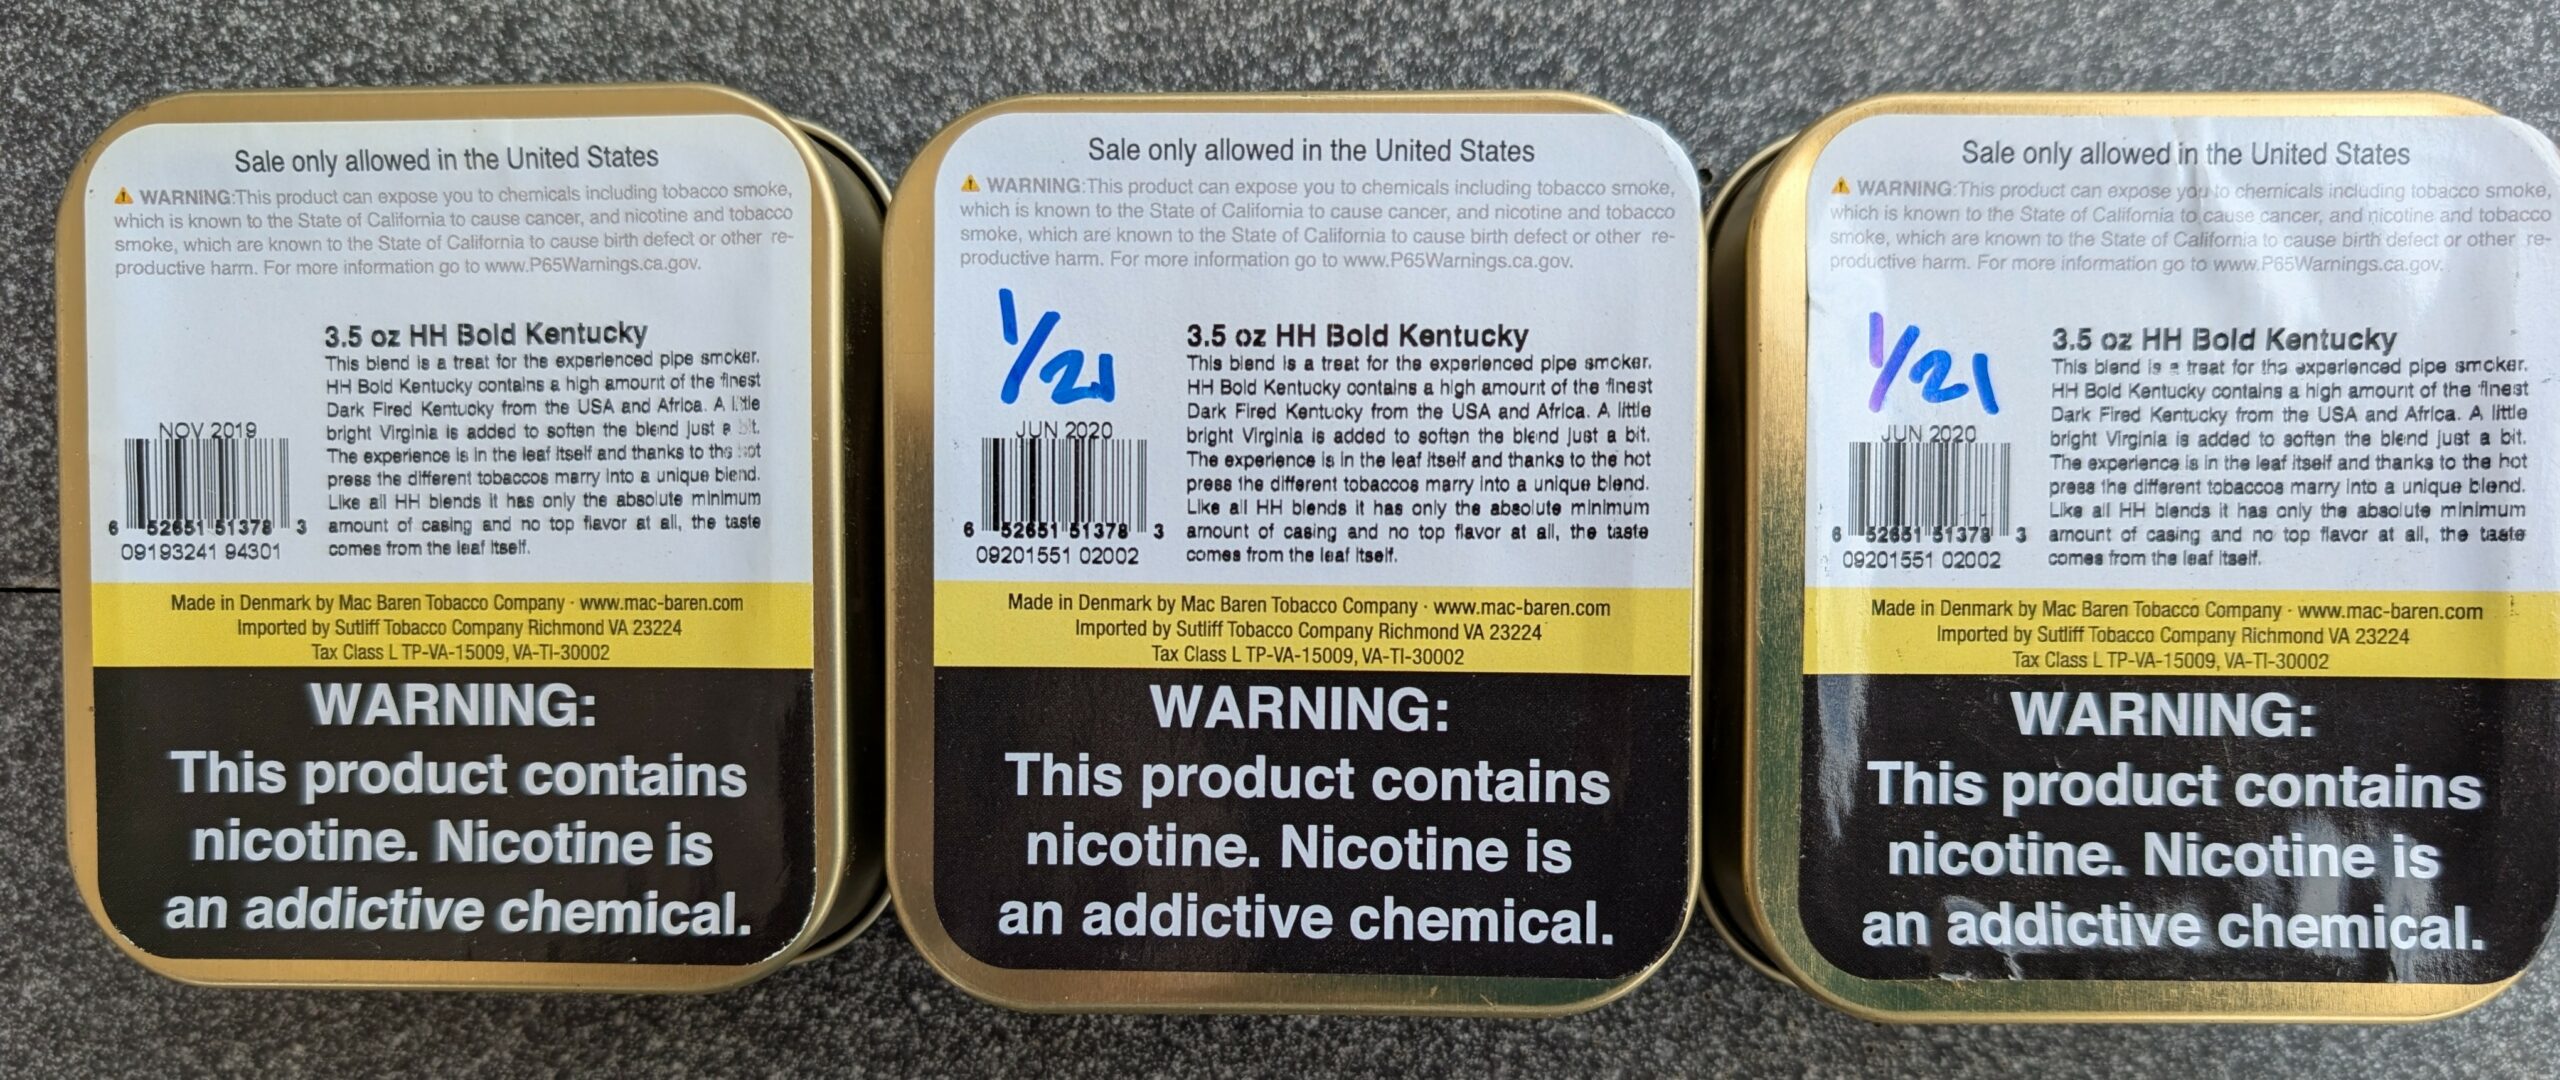 Sale only allowed in the United States
⚠ WARNING:This product can expose you to chemicals including tobacco smoke,
which is known to the State of California to cause cancer, and nicotine and tobacco
smoke, which are known to the State of California to cause birth defect or other re-
productive harm. For more information go to www.P65Warnings.ca.gov.
3.5 oz HH Bold Kentucky
This blend is a treat for the experienced pipe smoker.
HH Bold Kentucky contains a high amount of the finest
Dark Fired Kentucky from the USA and Africa. A little
bright Virginia is added to soften the blend just a bit.
The experience is in the leaf itself and thanks to the hot
press the different tobaccos marry into a unique blend.
Like all HH blends it has only the absolute minimum
amount of casing and no top flavor at all, the taste
comes from the leaf itself.
NOV 2019
6 52651 51378 3
09193241 94301
Made in Denmark by Mac Baren Tobacco Company · www.mac-baren.com
Imported by Sutliff Tobacco Company Richmond VA 23224
Tax Class L TP-VA-15009, VA-TI-30002
WARNING:
This product contains
nicotine. Nicotine is
an addictive chemical.
Sale only allowed in the United States
⚠ WARNING:This product can expose you to chemicals including tobacco smoke,
which is known to the State of California to cause cancer, and nicotine and tobacco
smoke, which are known to the State of California to cause birth defect or other re-
productive harm. For more information go to www.P65Warnings.ca.gov.
1/21
3.5 oz HH Bold Kentucky
This blend is a treat for the experienced pipe smoker.
HH Bold Kentucky contains a high amount of the finest
Dark Fired Kentucky from the USA and Africa. A little
bright Virginia is added to soften the blend just a bit.
The experience is in the leaf itself and thanks to the hot
press the different tobaccos marry into a unique blend.
Like all HH blends it has only the absolute minimum
amount of casing and no top flavor at all, the taste
comes from the leaf itself.
JUN 2020
6 52651 51378 3
09201551 02002
Made in Denmark by Mac Baren Tobacco Company · www.mac-baren.com
Imported by Sutliff Tobacco Company Richmond VA 23224
Tax Class L TP-VA-15009, VA-TI-30002
WARNING:
This product contains
nicotine. Nicotine is
an addictive chemical.
Sale only allowed in the United States
⚠ WARNING:This product can expose you to chemicals including tobacco smoke,
which is known to the State of California to cause cancer, and nicotine and tobacco
smoke, which are known to the State of California to cause birth defect or other re-
productive harm. For more information go to www.P65Warnings.ca.gov.
1/21
3.5 oz HH Bold Kentucky
This blend is a treat for the experienced pipe smoker.
HH Bold Kentucky contains a high amount of the finest
Dark Fired Kentucky from the USA and Africa. A little
bright Virginia is added to soften the blend just a bit.
The experience is in the leaf itself and thanks to the hot
press the different tobaccos marry into a unique blend.
Like all HH blends it has only the absolute minimum
amount of casing and no top flavor at all, the taste
comes from the leaf itself.
JUN 2020
6 52651 51378 3
09201551 02002
Made in Denmark by Mac Baren Tobacco Company · www.mac-baren.com
Imported by Sutliff Tobacco Company Richmond VA 23224
Tax Class L TP-VA-15009, VA-TI-30002
WARNING:
This product contains
nicotine. Nicotine is
an addictive chemical.